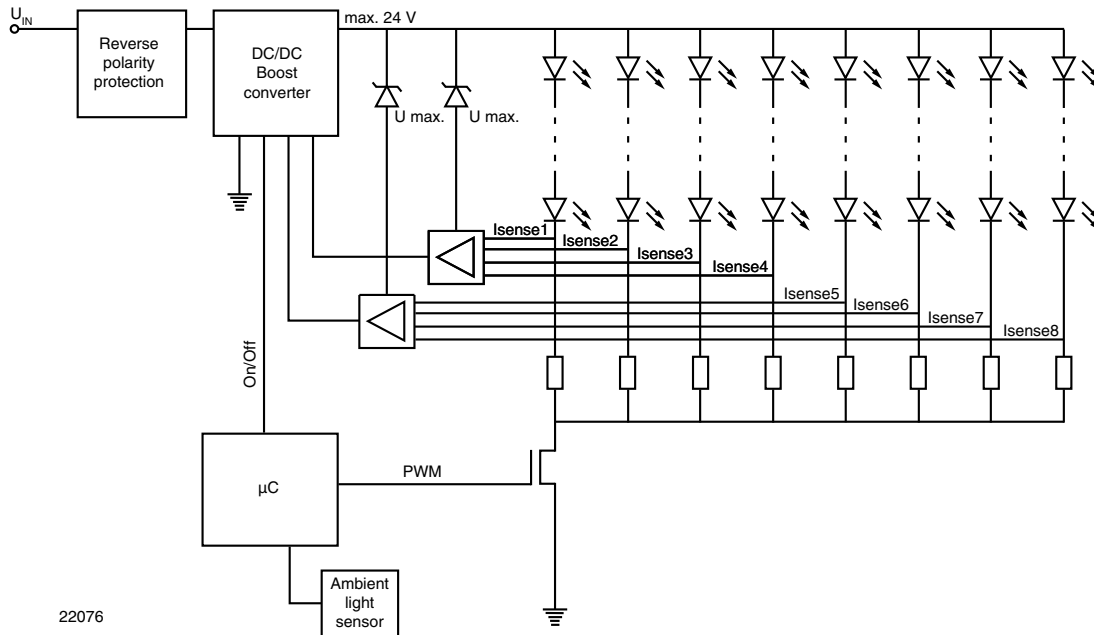 UIN
max. 24 V
Reverse
polarity
protection
DC/DC
Boost
converter
U max.
U max.
Isense1
Isense2
Isense3
Isense4
Isense5
Isense6
Isense7
Isense8
On/Off
µC
PWM
Ambient
light
sensor
22076